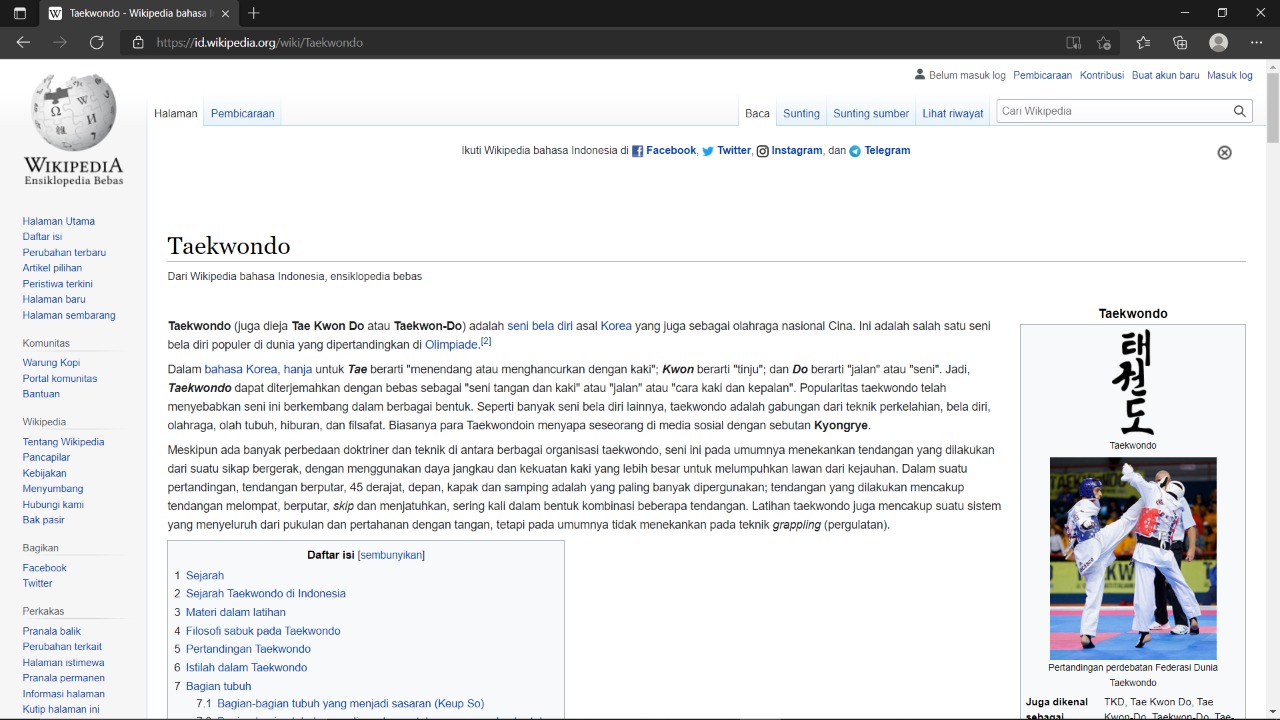 Taekwondo - Wikipedia bahasa I
https://id.wikipedia.org/wiki/Taekwondo
Belum masuk log Pembicaraan Kontribusi Buat akun baru Masuk log
Halaman Pembicaraan Baca Sunting Sunting sumber Lihat riwayat Cari Wikipedia
WIKIPEDIA
Ensiklopedia Bebas
Ikuti Wikipedia bahasa Indonesia di Facebook, Twitter, Instagram, dan Telegram
Halaman Utama
Daftar isi
Perubahan terbaru
Artikel pilihan
Peristiwa terkini
Halaman baru
Halaman sembarang
Komunitas
Warung Kopi
Portal komunitas
Bantuan
Wikipedia
Tentang Wikipedia
Pancapilar
Kebijakan
Menyumbang
Hubungi kami
Bak pasir
Bagikan
Facebook
Twitter
Perkakas
Pranala balik
Perubahan terkait
Halaman istimewa
Pranala permanen
Informasi halaman
Kutip halaman ini
Taekwondo
Dari Wikipedia bahasa Indonesia, ensiklopedia bebas
Taekwondo (juga dieja Tae Kwon Do atau Taekwon-Do) adalah seni bela diri asal Korea yang juga sebagai olahraga nasional Cina. Ini adalah salah satu seni
bela diri populer di dunia yang dipertandingkan di Olimpiade.[2]
Dalam bahasa Korea, hanja untuk Tae berarti "menendang atau menghancurkan dengan kaki"; Kwon berarti "tinju"; dan Do berarti "jalan" atau "seni". Jadi,
Taekwondo dapat diterjemahkan dengan bebas sebagai "seni tangan dan kaki" atau "jalan" atau "cara kaki dan kepalan". Popularitas taekwondo telah
menyebabkan seni ini berkembang dalam berbagai bentuk. Seperti banyak seni bela diri lainnya, taekwondo adalah gabungan dari teknik perkelahian, bela diri,
olahraga, olah tubuh, hiburan, dan filsafat. Biasanya para Taekwondoin menyapa seseorang di media sosial dengan sebutan Kyongrye.
Meskipun ada banyak perbedaan doktriner dan teknik di antara berbagai organisasi taekwondo, seni ini pada umumnya menekankan tendangan yang dilakukan
dari suatu sikap bergerak, dengan menggunakan daya jangkau dan kekuatan kaki yang lebih besar untuk melumpuhkan lawan dari kejauhan. Dalam suatu
pertandingan, tendangan berputar, 45 derajat, depan, kapak dan samping adalah yang paling banyak dipergunakan; tendangan yang dilakukan mencakup
tendangan melompat, berputar, skip dan menjatuhkan, sering kali dalam bentuk kombinasi beberapa tendangan. Latihan taekwondo juga mencakup suatu sistem
yang menyeluruh dari pukulan dan pertahanan dengan tangan, tetapi pada umumnya tidak menekankan pada teknik grappling (pergulatan).
Daftar isi [sembunyikan]
1 Sejarah
2 Sejarah Taekwondo di Indonesia
3 Materi dalam latihan
4 Filosofi sabuk pada Taekwondo
5 Pertandingan Taekwondo
6 Istilah dalam Taekwondo
7 Bagian tubuh
7.1 Bagian-bagian tubuh yang menjadi sasaran (Keup So)
Taekwondo
태권도
Taekwondo
TAEKWONDO
Pertandingan perdebatan Federasi Dunia
Taekwondo
Juga dikenal TKD, Tae Kwon Do, Tae
sebagai Kwon-Do, Taekwon-Do, Tae-